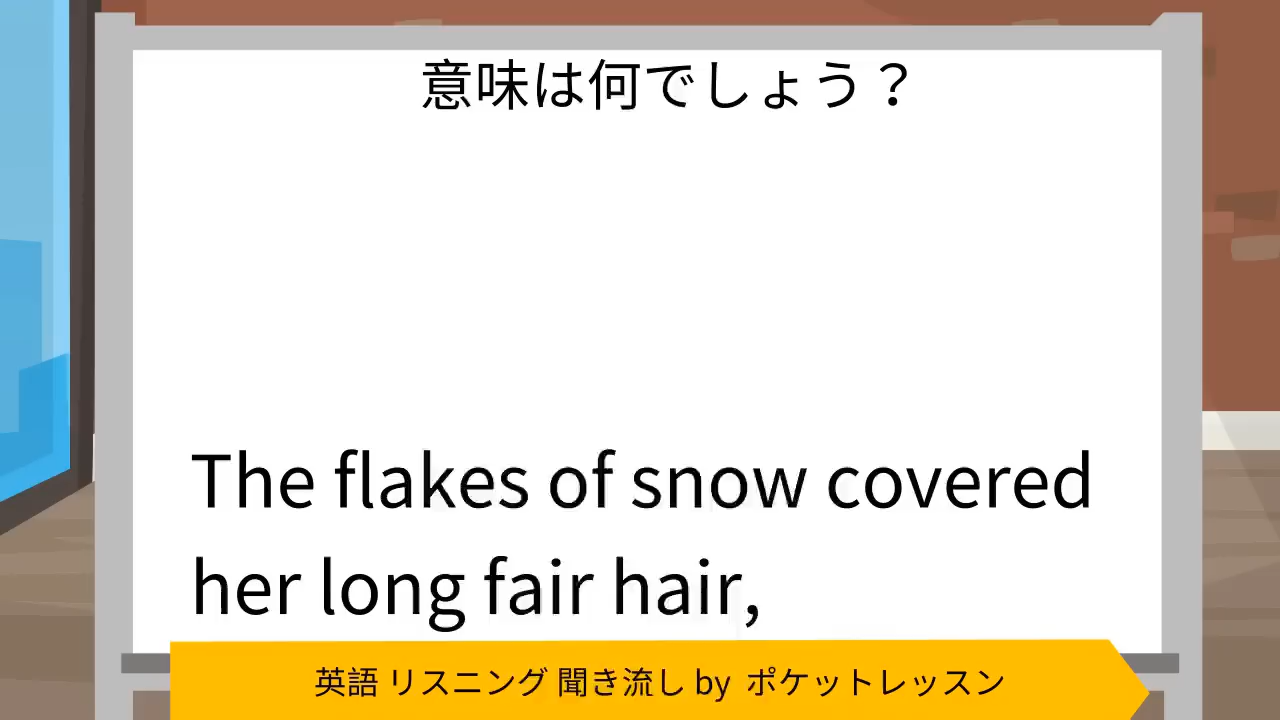 意味は何でしょう？
The flakes of snow covered
her long fair hair,
英語 リスニング 聞き流し by ポケットレッスン